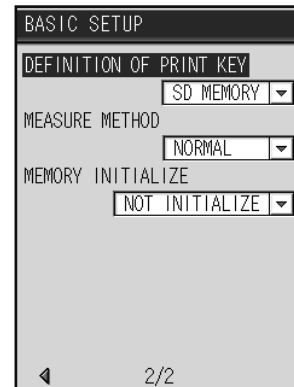 BASIC SETUP
DEFINITION OF PRINT KEY
SD MEMORY
MEASURE METHOD
NORMAL
MEMORY INITIALIZE
NOT INITIALIZE
2/2